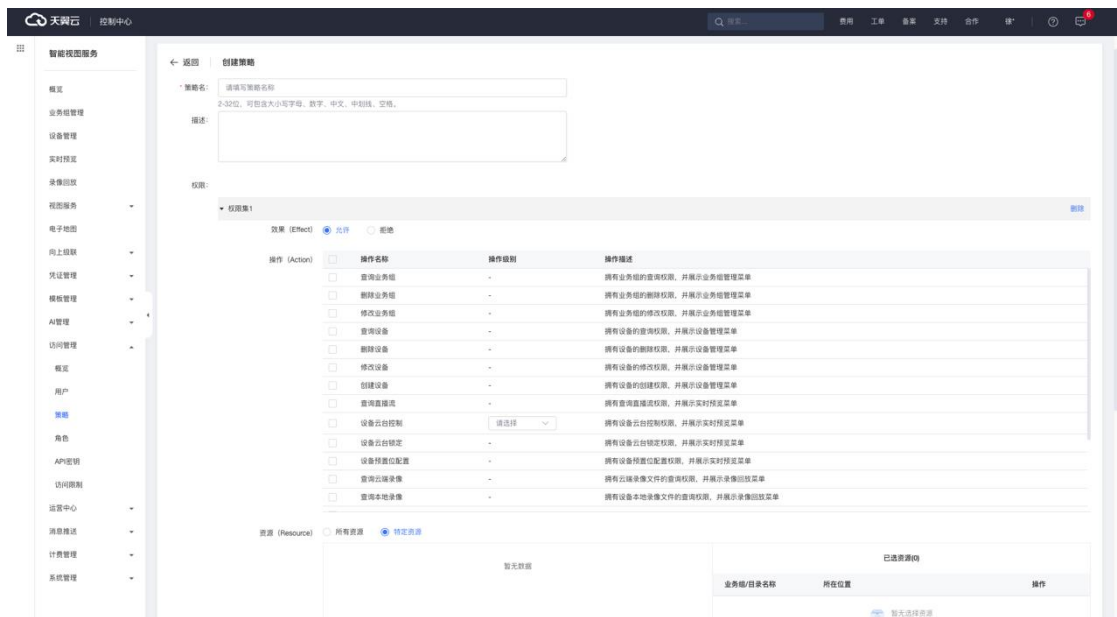 天翼云 控制中心 搜索... 费用 工单 备案 支持 合作 6
智能视图服务
← 返回 创建策略
概览
* 策略名: 请填写策略名称
2-32位，可包含大小写字母、数字、中文、中划线、空格。
业务组管理
描述:
设备管理
实时预览
录像回放
权限:
视图服务
权限集1 删除
电子地图
效果 (Effect) 允许 拒绝
向上级联
操作 (Action) 操作名称 操作级别 操作描述
查询业务组 - 拥有业务组的查询权限，并展示业务组管理菜单
凭证管理
删除业务组 - 拥有业务组的删除权限，并展示业务组管理菜单
模板管理
修改业务组 - 拥有业务组的修改权限，并展示业务组管理菜单
AI管理
查询设备 - 拥有设备的查询权限，并展示设备管理菜单
访问管理
删除设备 - 拥有设备的删除权限，并展示设备管理菜单
概览
修改设备 - 拥有设备的修改权限，并展示设备管理菜单
创建设备 - 拥有设备的创建权限，并展示设备管理菜单
用户
查询直播流 - 拥有查询直播流权限，并展示实时预览菜单
策略
设备云台控制 请选择 拥有设备云台控制权限，并展示实时预览菜单
角色
设备云台锁定 - 拥有设备云台锁定权限，并展示实时预览菜单
API密钥
设备预置位配置 - 拥有设备预置位配置权限，并展示实时预览菜单
查询云端录像 - 拥有云端录像文件的查询权限，并展示录像回放菜单
访问限制
查询本地录像 - 拥有设备本地录像文件的查询权限，并展示录像回放菜单
运营中心
消息推送
资源 (Resource) 所有资源 特定资源
计费管理
暂无数据 已选资源(0)
系统管理
业务组/目录名称 所在位置 操作
暂无选择资源